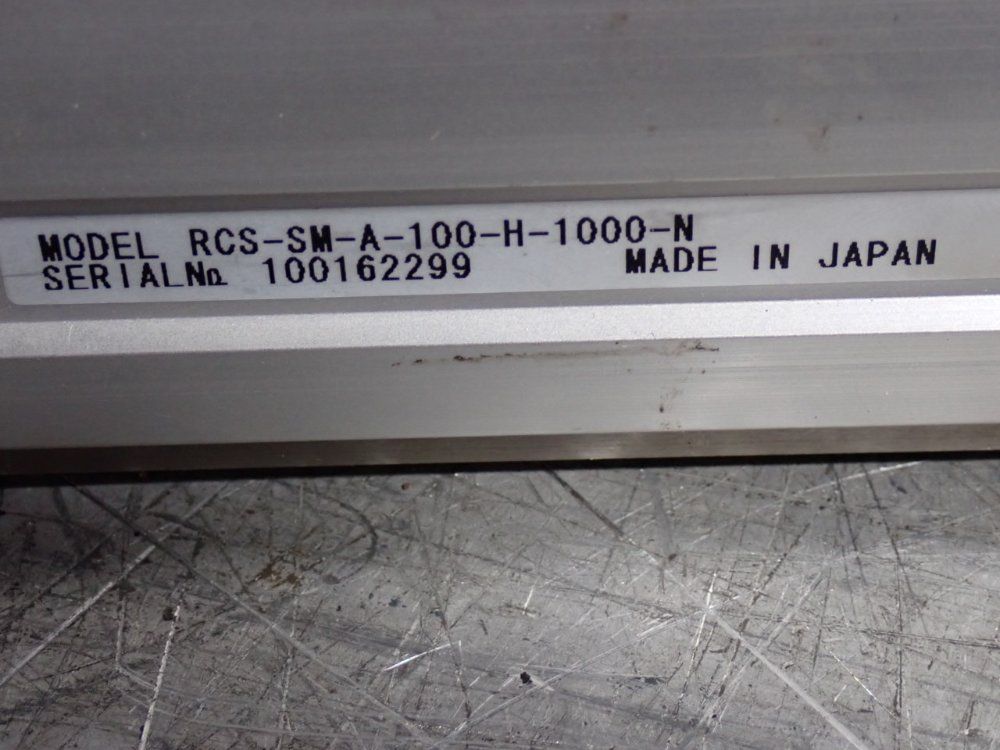 MODEL RCS-SM-A-100-H-1000-N
SERIAL№ 100162299 MADE IN JAPAN